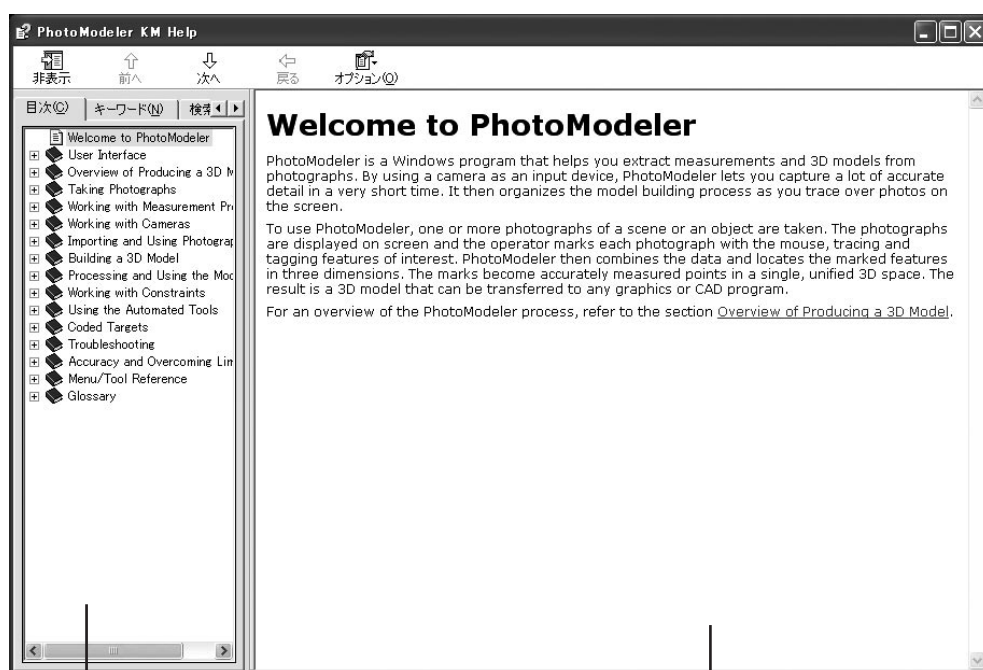 PhotoModeler KM Help
非表示 前へ 次へ 戻る オプション(O)
目次(C) キーワード(N) 検索
Welcome to PhotoModeler
User Interface
Overview of Producing a 3D M
Taking Photographs
Working with Measurement Pr
Working with Cameras
Importing and Using Photograp
Building a 3D Model
Processing and Using the Mod
Working with Constraints
Using the Automated Tools
Coded Targets
Troubleshooting
Accuracy and Overcoming Lim
Menu/Tool Reference
Glossary
Welcome to PhotoModeler
PhotoModeler is a Windows program that helps you extract measurements and 3D models from
photographs. By using a camera as an input device, PhotoModeler lets you capture a lot of accurate
detail in a very short time. It then organizes the model building process as you trace over photos on
the screen.
To use PhotoModeler, one or more photographs of a scene or an object are taken. The photographs
are displayed on screen and the operator marks each photograph with the mouse, tracing and
tagging features of interest. PhotoModeler then combines the data and locates the marked features
in three dimensions. The marks become accurately measured points in a single, unified 3D space. The
result is a 3D model that can be transferred to any graphics or CAD program.
For an overview of the PhotoModeler process, refer to the section Overview of Producing a 3D Model.